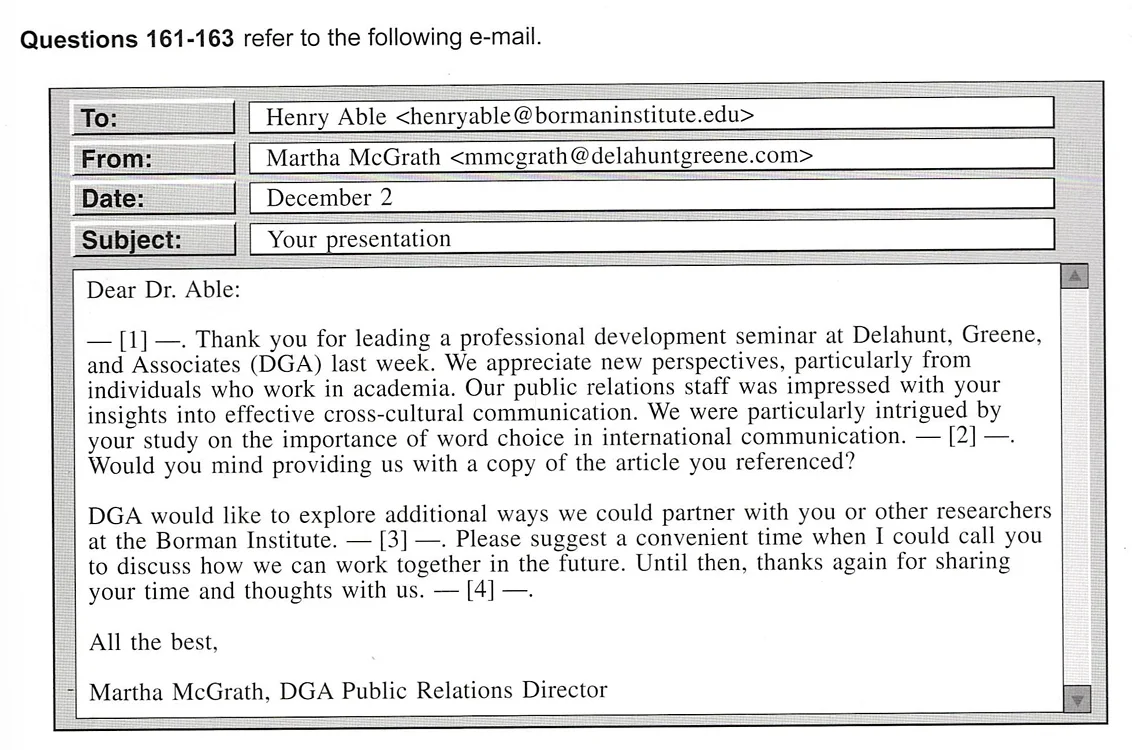 Questions 161-163 refer to the following e-mail.
To: Henry Able <henryable@bormaninstitute.edu>
From: Martha McGrath <mmcgrath@delahuntgreene.com>
Date: December 2
Subject: Your presentation
Dear Dr. Able:
— [1] —. Thank you for leading a professional development seminar at Delahunt, Greene,
and Associates (DGA) last week. We appreciate new perspectives, particularly from
individuals who work in academia. Our public relations staff was impressed with your
insights into effective cross-cultural communication. We were particularly intrigued by
your study on the importance of word choice in international communication. — [2] —.
Would you mind providing us with a copy of the article you referenced?
DGA would like to explore additional ways we could partner with you or other researchers
at the Borman Institute. — [3] —. Please suggest a convenient time when I could call you
to discuss how we can work together in the future. Until then, thanks again for sharing
your time and thoughts with us. — [4] —.
All the best,
Martha McGrath, DGA Public Relations Director